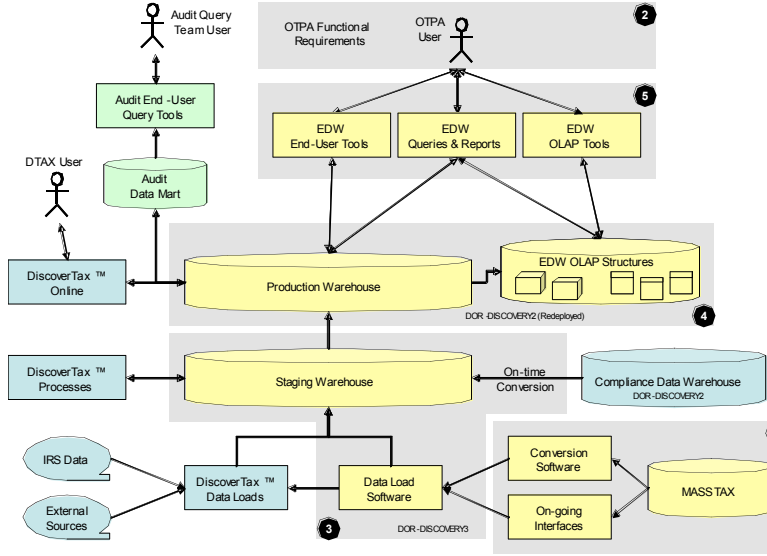 Audit Query
Team User
OTPA Functional
Requirements
OTPA
User
2
Audit End -User
Query Tools
5
EDW
End-User Tools
EDW
Queries & Reports
EDW
OLAP Tools
DTAX User
Audit
Data Mart
DiscoverTax ™
Online
Production Warehouse
EDW OLAP Structures
DOR -DISCOVERY2 (Redeployed)
4
DiscoverTax ™
Processes
Staging Warehouse
On-time
Conversion
Compliance Data Warehouse
DOR -DISCOVERY2
IRS Data
External
Sources
DiscoverTax ™
Data Loads
Data Load
Software
Conversion
Software
On-going
Interfaces
MASSTAX
3
DOR -DISCOVERY3